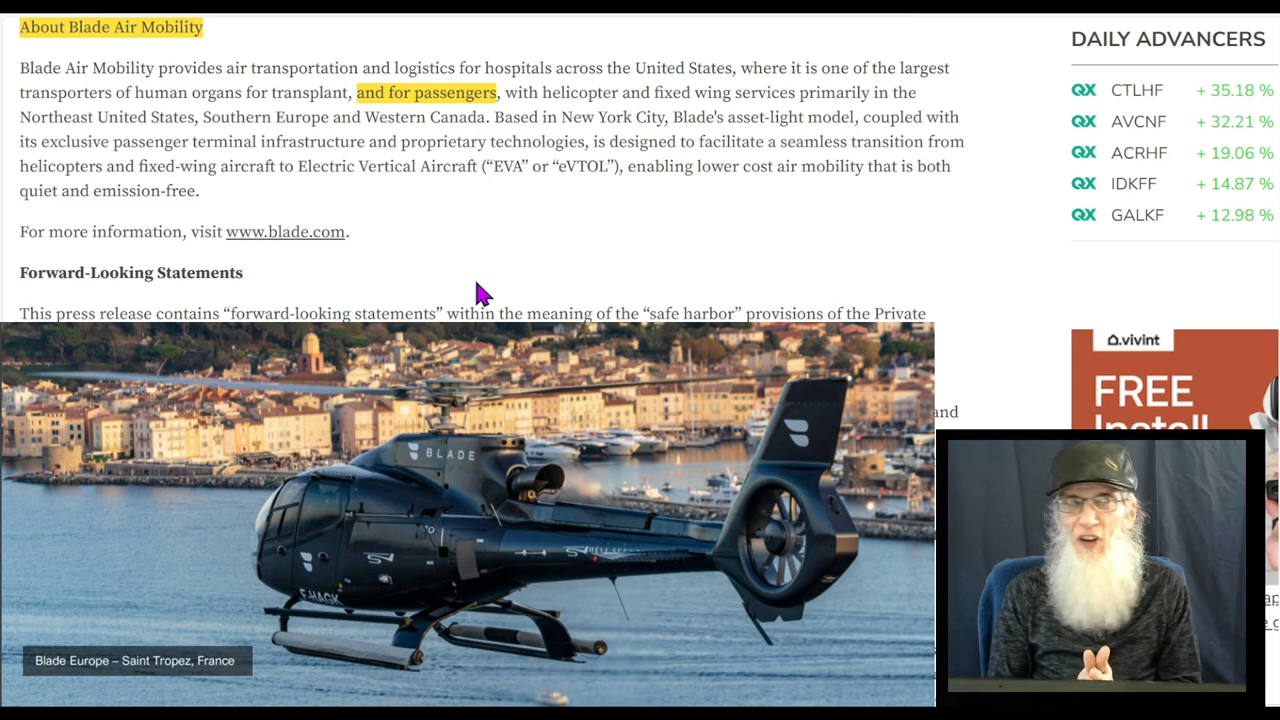 About Blade Air Mobility
Blade Air Mobility provides air transportation and logistics for hospitals across the United States, where it is one of the largest
transporters of human organs for transplant, and for passengers, with helicopter and fixed wing services primarily in the
Northeast United States, Southern Europe and Western Canada. Based in New York City, Blade's asset-light model, coupled with
its exclusive passenger terminal infrastructure and proprietary technologies, is designed to facilitate a seamless transition from
helicopters and fixed-wing aircraft to Electric Vertical Aircraft (“EVA” or “eVTOL”), enabling lower cost air mobility that is both
quiet and emission-free.
For more information, visit www.blade.com.
Forward-Looking Statements
This press release contains “forward-looking statements” within the meaning of the “safe harbor” provisions of the Private
and
DAILY ADVANCERS
QX CTLHF + 35.18 %
QX AVCNF + 32.21 %
QX ACRHF + 19.06 %
QX IDKFF + 14.87 %
QX GALKF + 12.98 %
vivint
FREE
Install
BLADE
F-HAGK
Blade Europe – Saint Tropez, France